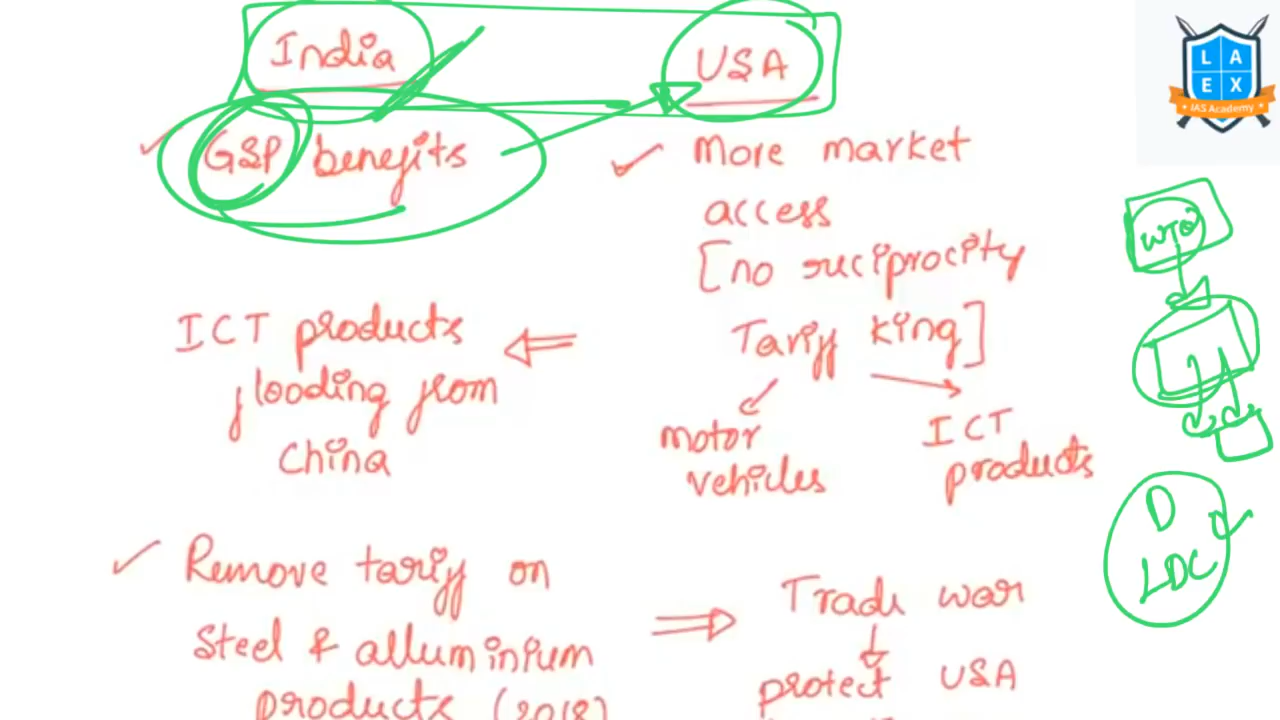 India
USA
GSP benefits
More market
access
[no reciprocity
Tariff king]
motor
vehicles
ICT
products
ICT products
flooding from
China
Remove tariff on
Steel & alluminium
products (2018)
Trade war
protect USA
L A
E X
IAS Academy
WTO
D
LDC